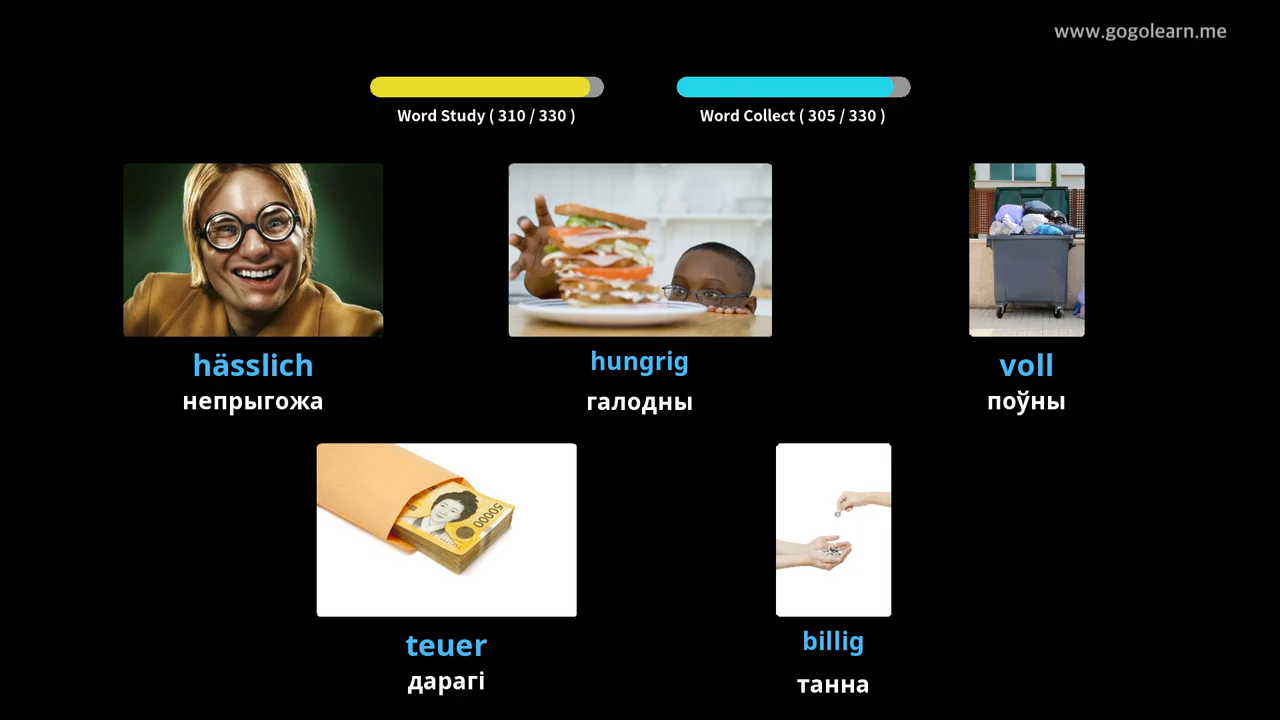 www.gogolearn.me
Word Study ( 310 / 330 )
Word Collect ( 305 / 330 )
hässlich
непрыгожа
hungrig
галодны
voll
поўны
50000
teuer
дарагі
billig
танна